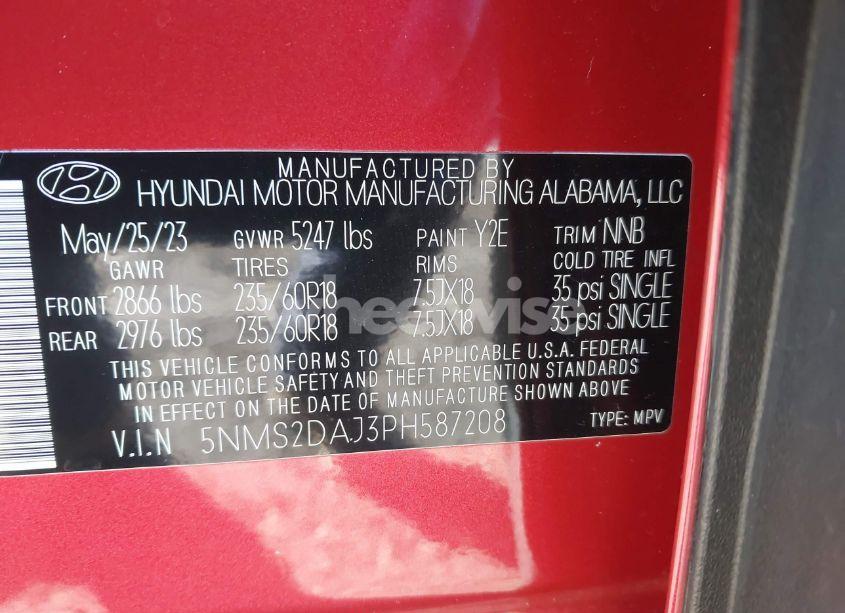 MANUFACTURED BY
HYUNDAI MOTOR MANUFACTURING ALABAMA, LLC
May/25/23 GVWR 5247 lbs PAINT Y2E TRIM NNB
GAWR TIRES RIMS COLD TIRE INFL
FRONT 2866 lbs 235/60R18 7.5JX18 35 psi SINGLE
REAR 2976 lbs 235/60R18 7.5JX18 35 psi SINGLE
THIS VEHICLE CONFORMS TO ALL APPLICABLE U.S.A. FEDERAL
MOTOR VEHICLE SAFETY AND THEFT PREVENTION STANDARDS
IN EFFECT ON THE DATE OF MANUFACTURE SHOWN ABOVE
V.I.N 5NMS2DAJ3PH587208 TYPE: MPV